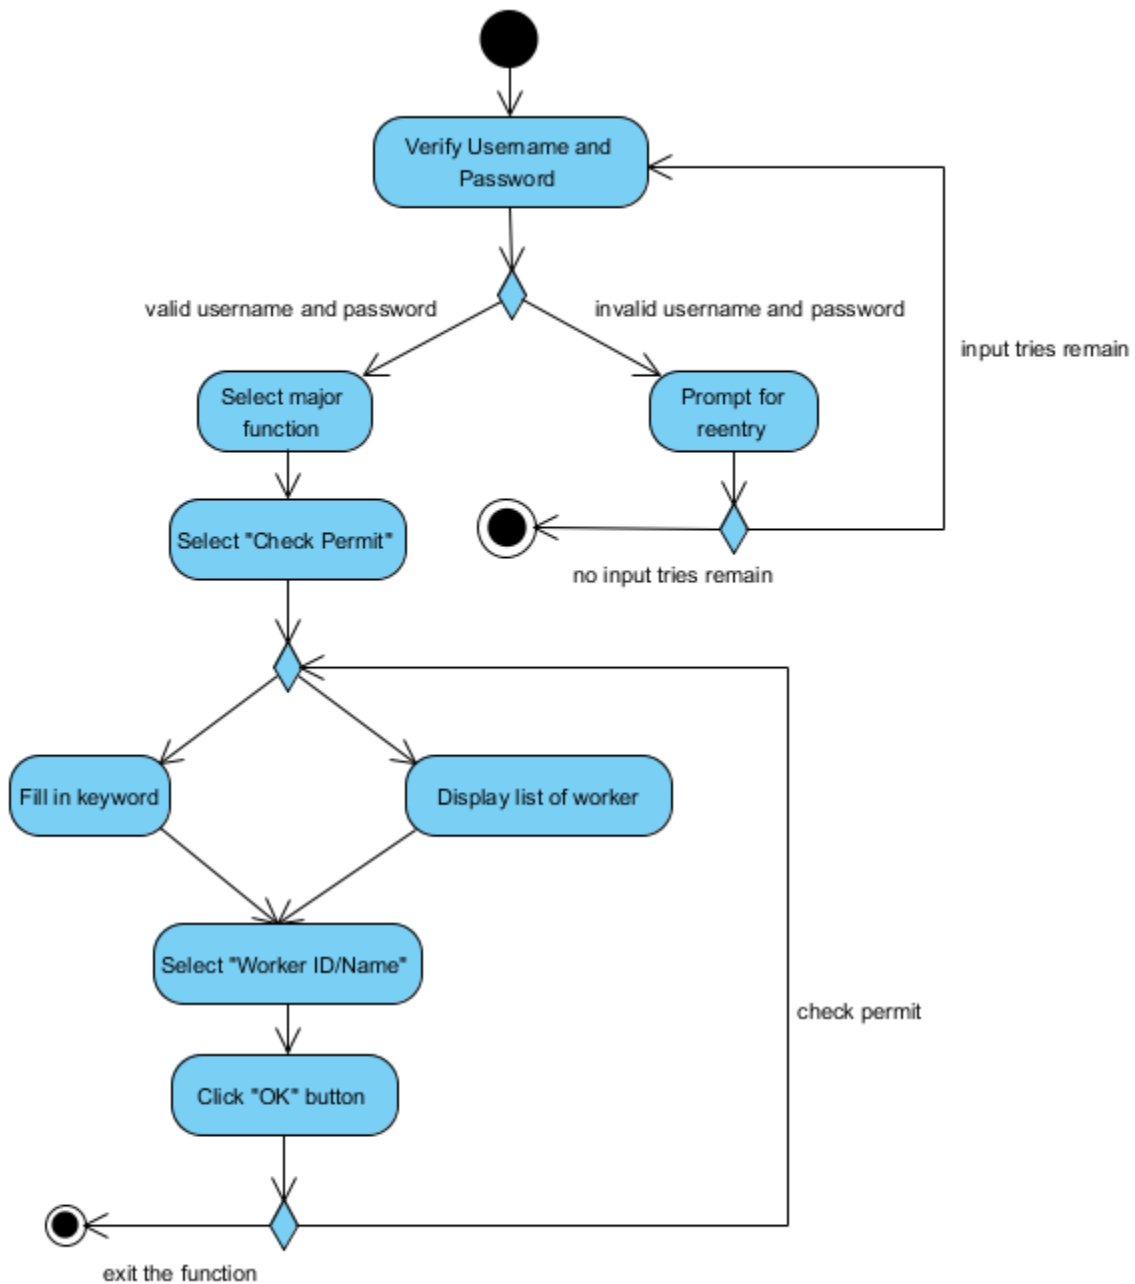 Verify Username and
Password
valid username and password
invalid username and password
input tries remain
Select major
function
Prompt for
reentry
Select "Check Permit"
no input tries remain
Fill in keyword
Display list of worker
Select "Worker ID/Name"
check permit
Click "OK" button
exit the function